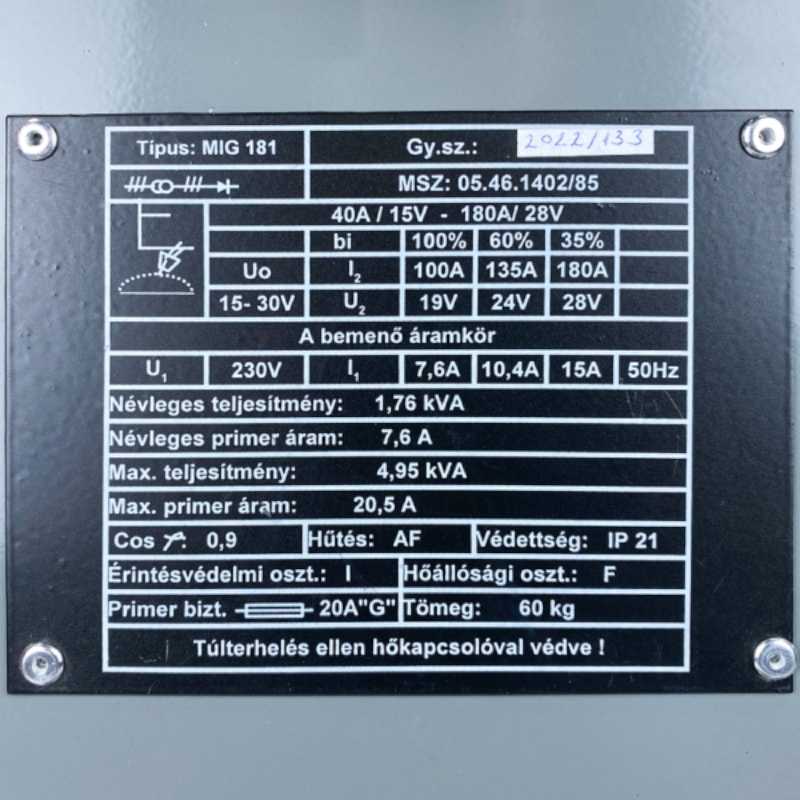 Típus: MIG 181 Gy.sz.: 2022/133
MSZ: 05.46.1402/85
40A / 15V - 180A/ 28V
bi 100% 60% 35%
Uo I2 100A 135A 180A
15- 30V U2 19V 24V 28V
A bemenő áramkör
U1 230V I1 7,6A 10,4A 15A 50Hz
Névleges teljesítmény: 1,76 kVA
Névleges primer áram: 7,6 A
Max. teljesítmény: 4,95 kVA
Max. primer áram: 20,5 A
Cos 𝒯: 0,9 Hűtés: AF Védettség: IP 21
Érintésvédelmi oszt.: I Hőállósági oszt.: F
Primer bizt. 20A"G" Tömeg: 60 kg
Túlterhelés ellen hőkapcsolóval védve !